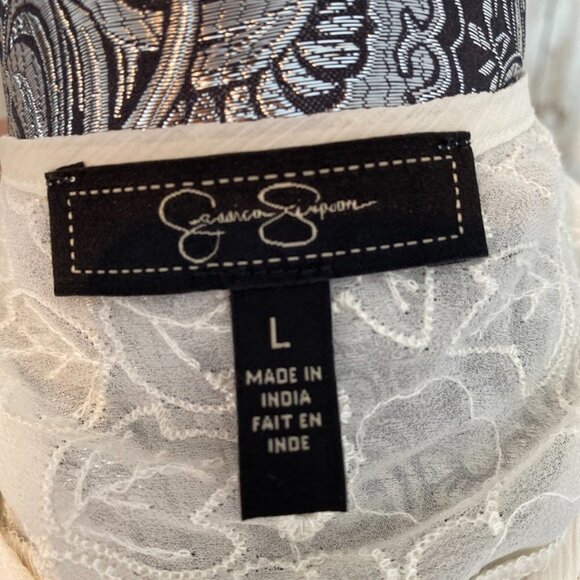 Jessica Simpson
L
MADE IN
INDIA
FAIT EN
INDE